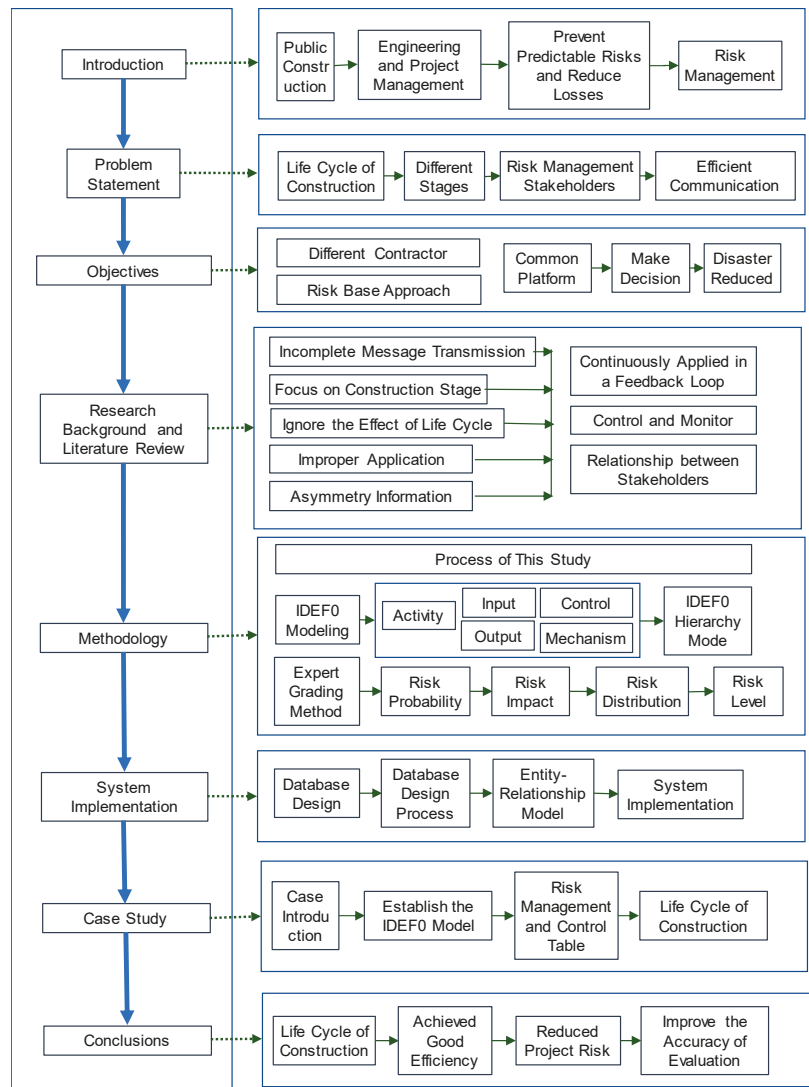 Introduction
Public
Constr
uction
Engineering
and Project
Management
Prevent
Predictable Risks
and Reduce
Losses
Risk
Management
Problem
Statement
Life Cycle of
Construction
Different
Stages
Risk Management
Stakeholders
Efficient
Communication
Objectives
Different Contractor
Risk Base Approach
Common
Platform
Make
Decision
Disaster
Reduced
Research
Background and
Literature Review
Incomplete Message Transmission
Focus on Construction Stage
Ignore the Effect of Life Cycle
Improper Application
Asymmetry Information
Continuously Applied in
a Feedback Loop
Control and Monitor
Relationship between
Stakeholders
Methodology
Process of This Study
IDEF0
Modeling
Activity
Input
Output
Control
Mechanism
IDEF0
Hierarchy
Mode
Expert
Grading
Method
Risk
Probability
Risk
Impact
Risk
Distribution
Risk
Level
System
Implementation
Database
Design
Database
Design
Process
Entity-
Relationship
Model
System
Implementation
Case Study
Case
Introd
uction
Establish the
IDEF0 Model
Risk
Management
and Control
Table
Life Cycle of
Construction
Conclusions
Life Cycle of
Construction
Achieved
Good
Efficiency
Reduced
Project Risk
Improve the
Accuracy of
Evaluation